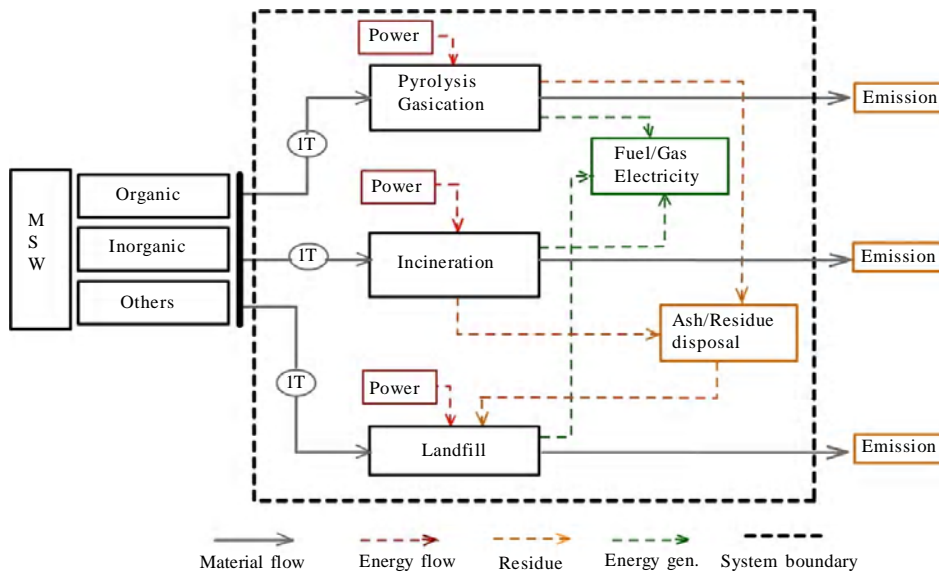 Power
Pyrolysis
Gasication
Emission
1T
Fuel/Gas
Electricity
M
S
W
Organic
Inorganic
Others
Power
1T
Incineration
Emission
Ash/Residue
disposal
1T
Power
Landfill
Emission
Material flow
Energy flow
Residue
Energy gen.
System boundary